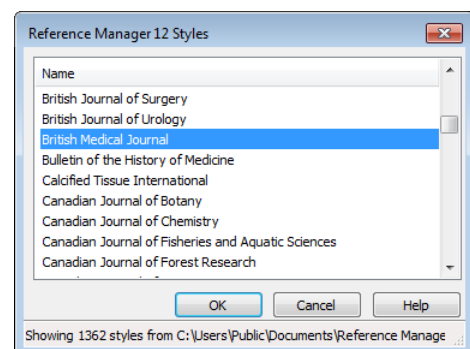 Reference Manager 12 Styles
Name
British Journal of Surgery
British Journal of Urology
British Medical Journal
Bulletin of the History of Medicine
Calcified Tissue International
Canadian Journal of Botany
Canadian Journal of Chemistry
Canadian Journal of Fisheries and Aquatic Sciences
Canadian Journal of Forest Research
OK Cancel Help
Showing 1362 styles from C:\Users\Public\Documents\Reference Manage